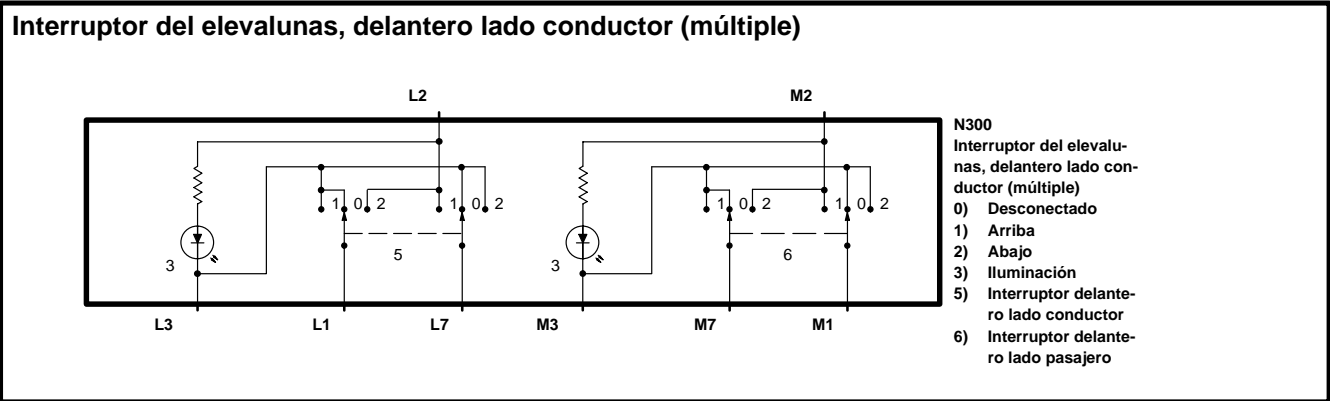 Interruptor del elevalunas, delantero lado conductor (múltiple)
L2
M2
1 0 2
1 0 2
1 0 2
1 0 2
3
5
3
6
L3
L1
L7
M3
M7
M1
N300
Interruptor del elevalu-
nas, delantero lado con-
ductor (múltiple)
0) Desconectado
1) Arriba
2) Abajo
3) Iluminación
5) Interruptor delante-
ro lado conductor
6) Interruptor delante-
ro lado pasajero